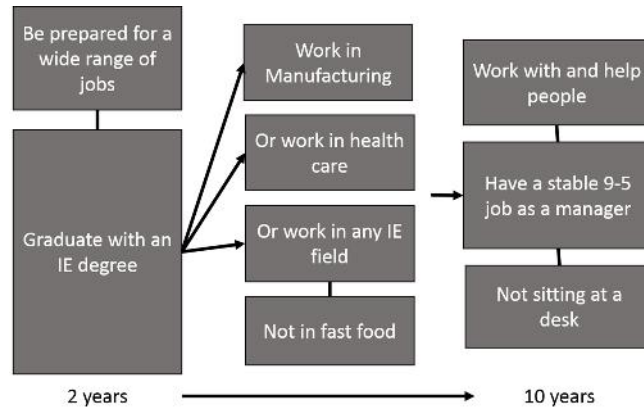 Be prepared for a
wide range of
jobs
Graduate with an
IE degree
Work in
Manufacturing
Or work in health
care
Or work in any IE
field
Not in fast food
Work with and help
people
Have a stable 9-5
job as a manager
Not sitting at a
desk
2 years
10 years